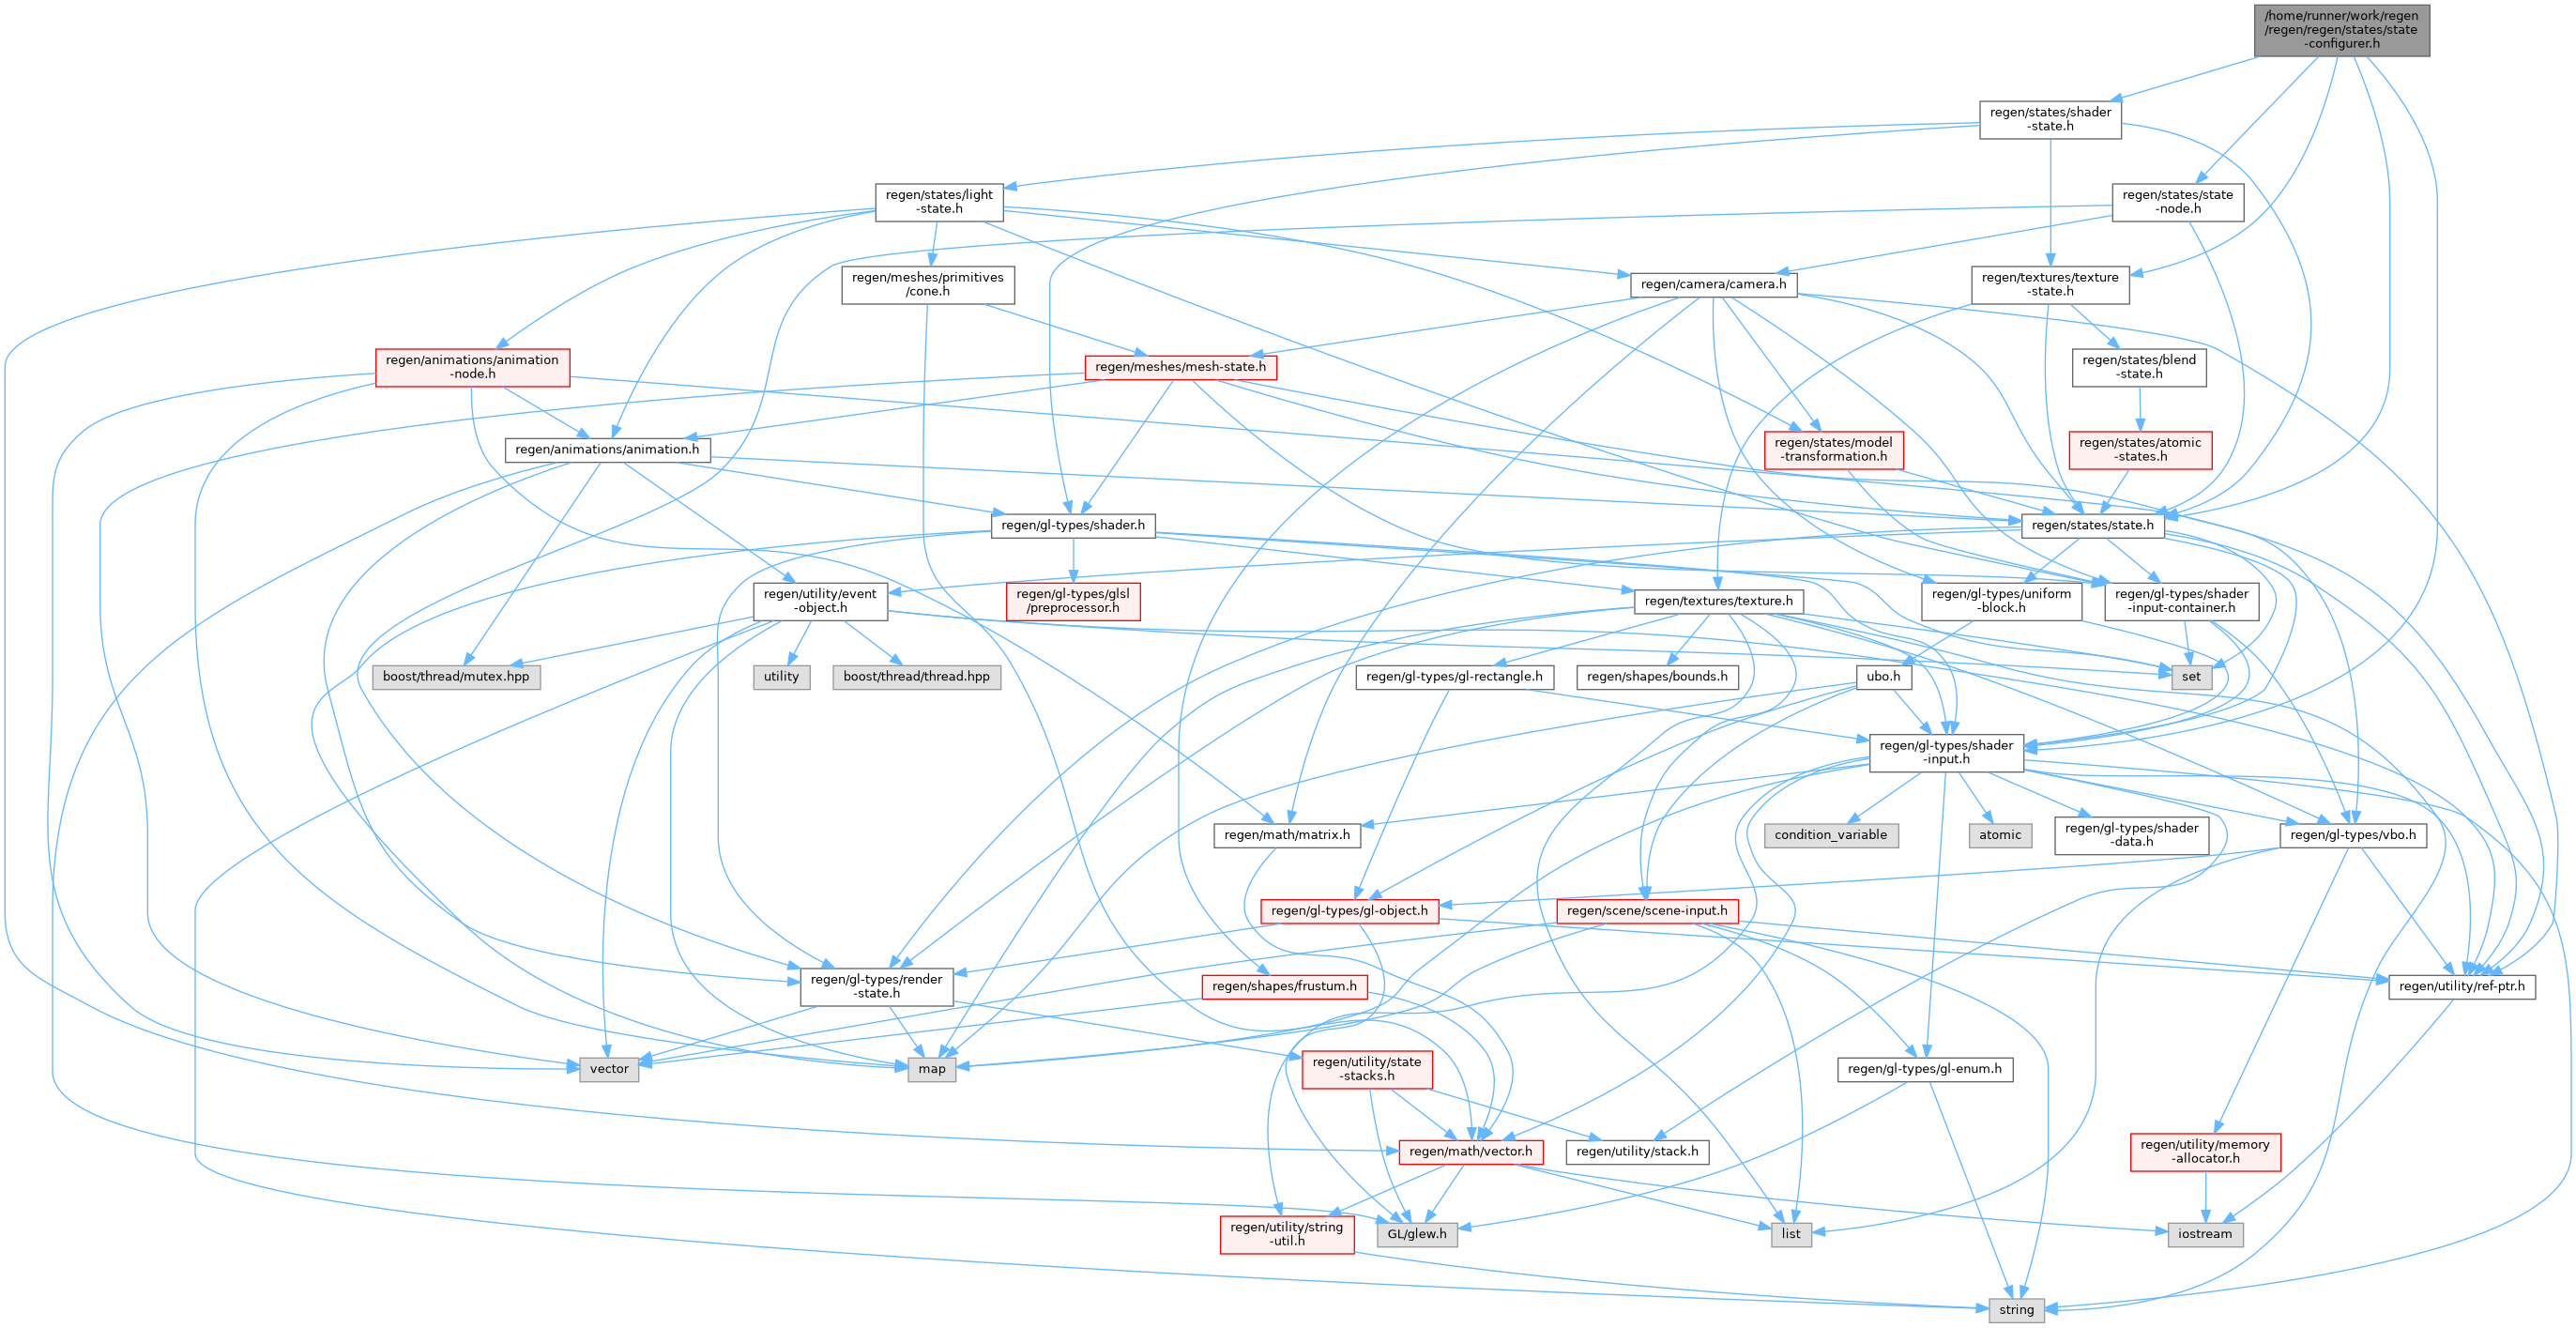 /home/runner/work/regen
/regen/regen/states/state
-configurer.h
regen/states/shader
-state.h
regen/states/light
-state.h
regen/states/state
-node.h
regen/meshes/primitives
/cone.h
regen/camera/camera.h
regen/textures/texture
-state.h
regen/animations/animation
-node.h
regen/meshes/mesh-state.h
regen/states/blend
-state.h
regen/animations/animation.h
regen/states/model
-transformation.h
regen/states/atomic
-states.h
regen/gl-types/shader.h
regen/states/state.h
regen/utility/event
-object.h
regen/gl-types/glsl
/preprocessor.h
regen/textures/texture.h
regen/gl-types/uniform
-block.h
regen/gl-types/shader
-input-container.h
boost/thread/mutex.hpp
utility
boost/thread/thread.hpp
regen/gl-types/gl-rectangle.h
regen/shapes/bounds.h
ubo.h
set
regen/gl-types/shader
-input.h
regen/math/matrix.h
condition_variable
atomic
regen/gl-types/shader
-data.h
regen/gl-types/vbo.h
regen/gl-types/gl-object.h
regen/scene/scene-input.h
regen/gl-types/render
-state.h
regen/shapes/frustum.h
regen/utility/ref-ptr.h
vector
map
regen/utility/state
-stacks.h
regen/gl-types/gl-enum.h
regen/math/vector.h
regen/utility/stack.h
regen/utility/memory
-allocator.h
regen/utility/string
-util.h
GL/glew.h
list
iostream
string